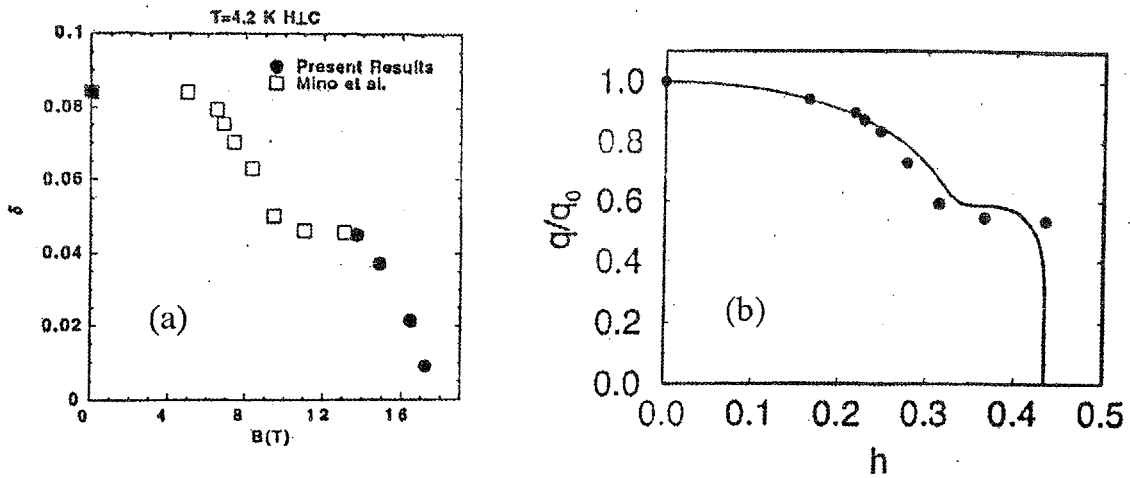 T=4.2 K H⊥C
0.1
0.08
0.06
0.04
0.02
0
δ
● Present Results
□ Mino et al.
(a)
0 4 8 12 16
B(T)
1.0
0.8
0.6
0.4
0.2
0.0
q/q₀
(b)
0.0 0.1 0.2 0.3 0.4 0.5
h